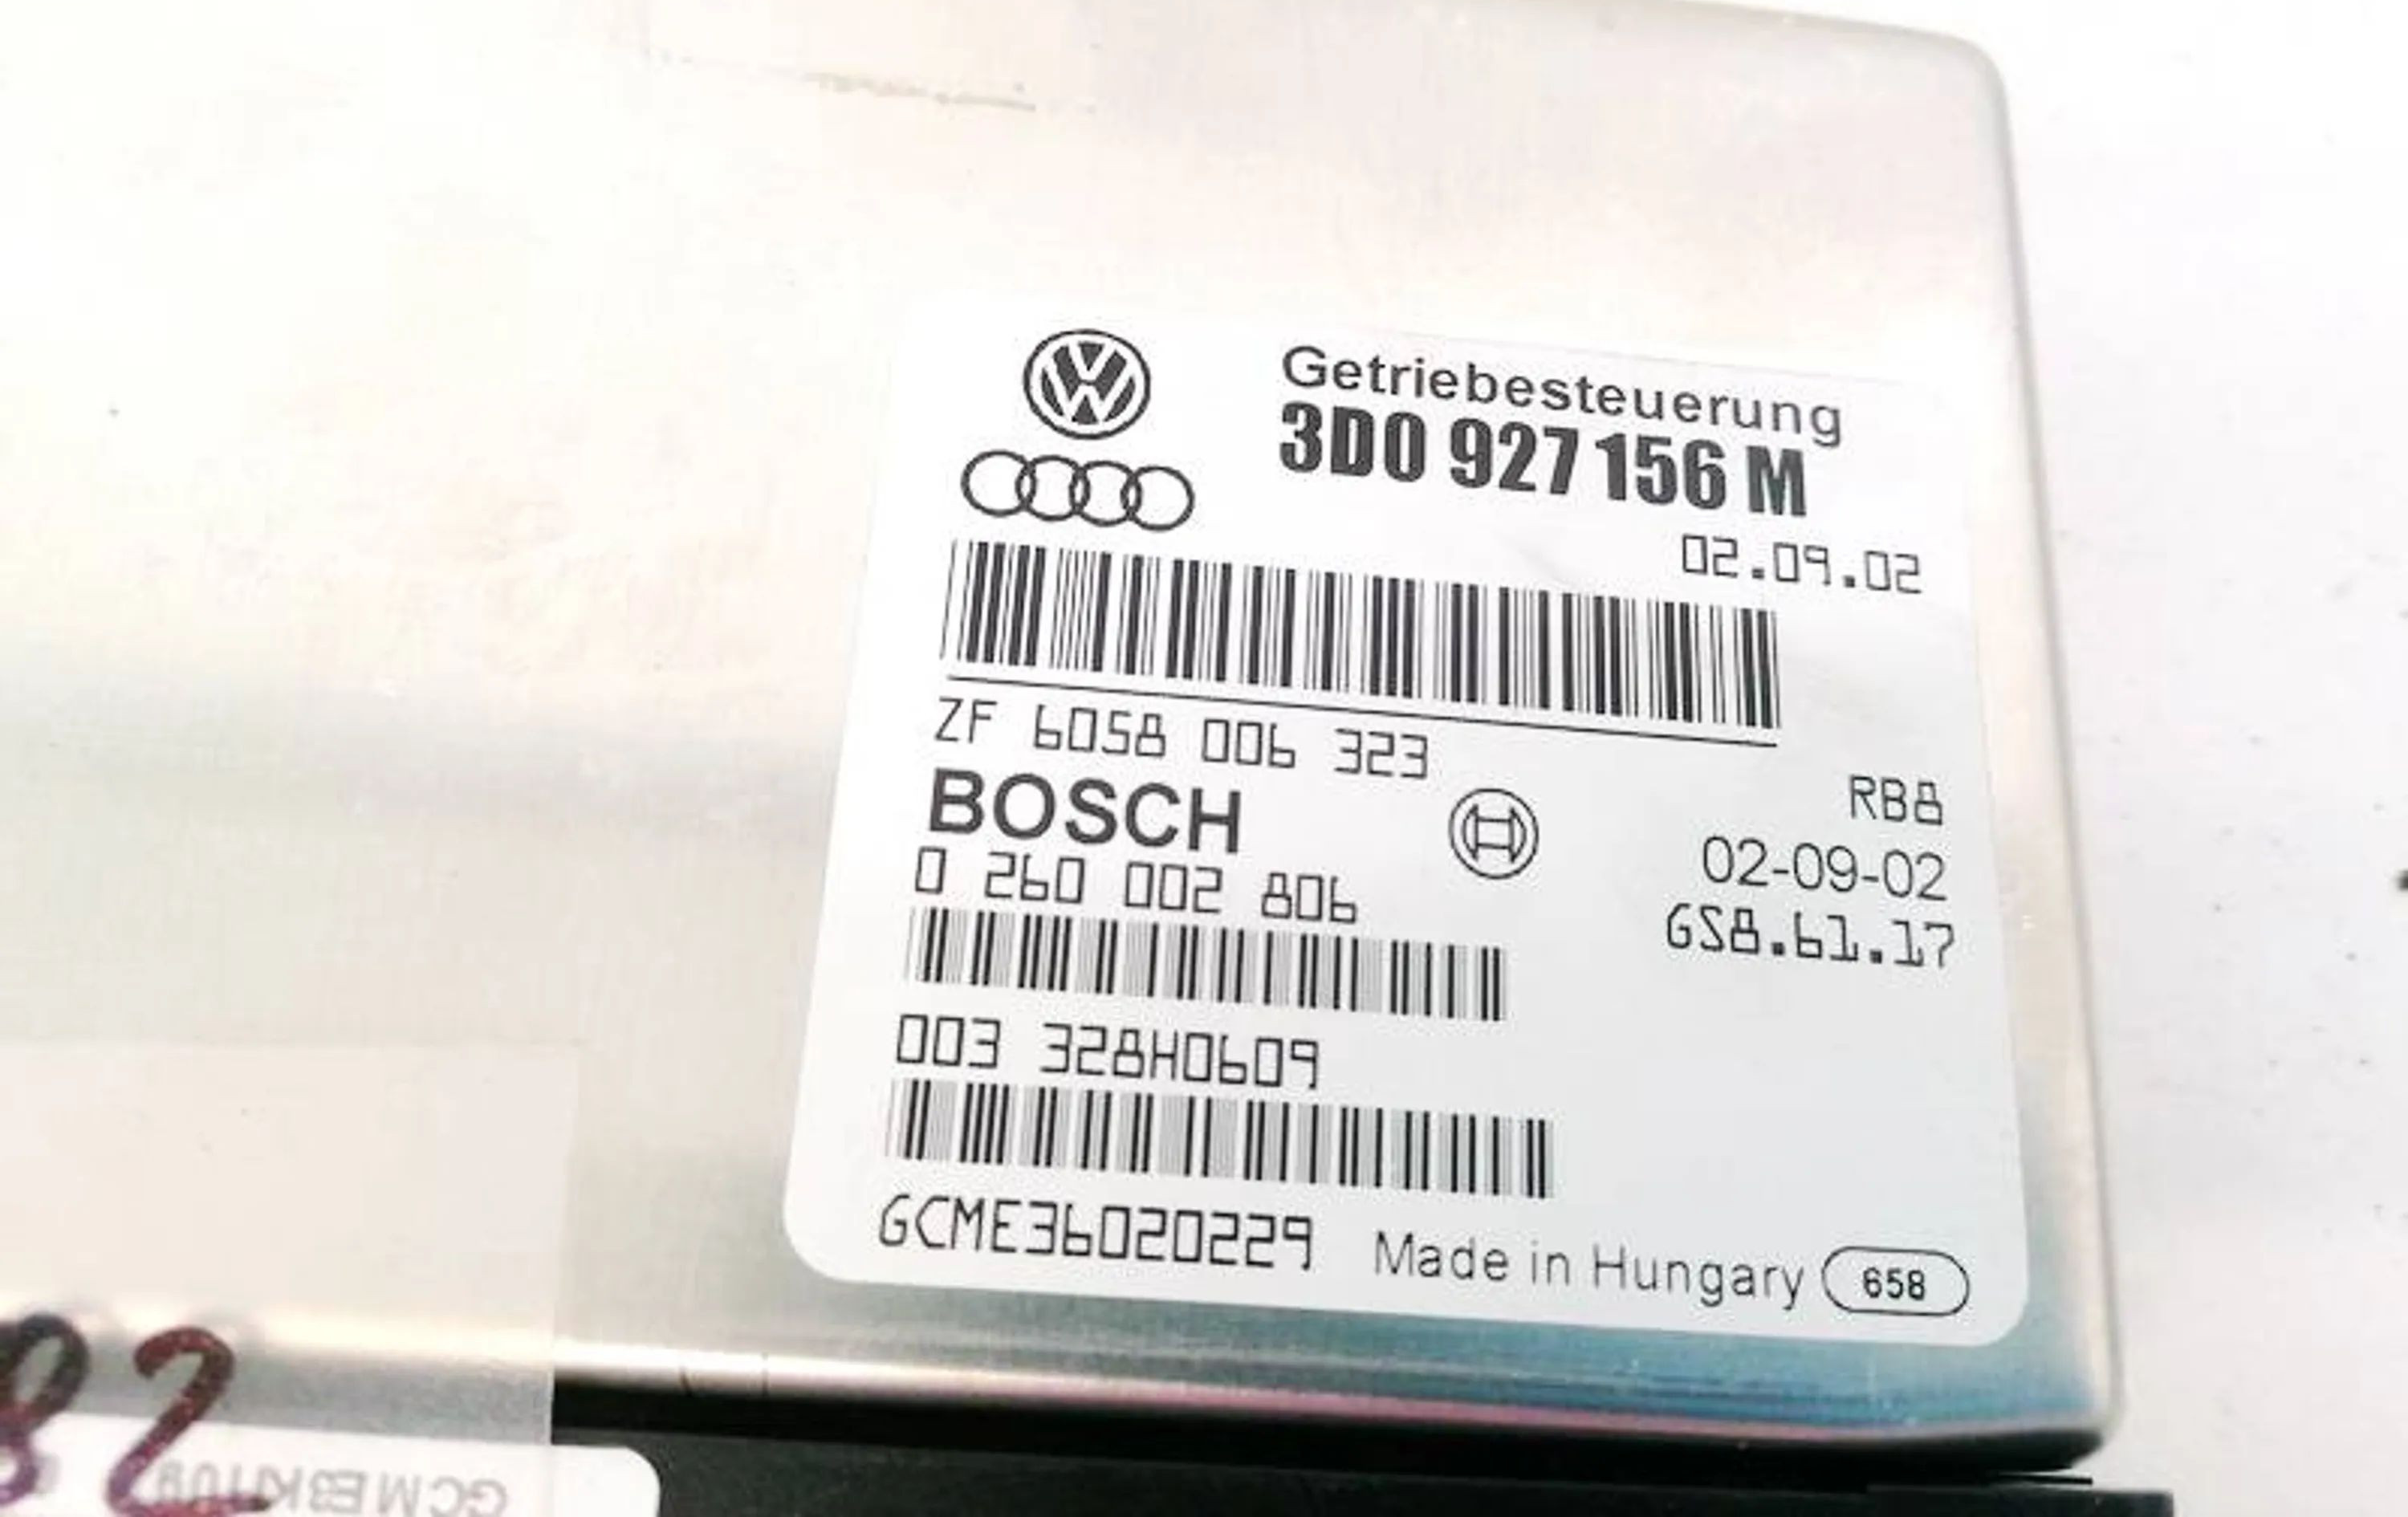 Getriebesteuerung
3D0 927 156 M
02.09.02
ZF 6058 006 323
BOSCH
RB8
02-09-02
0 260 002 806
GS8.61.17
003 328H0609
GCME36020229 Made in Hungary 658
82